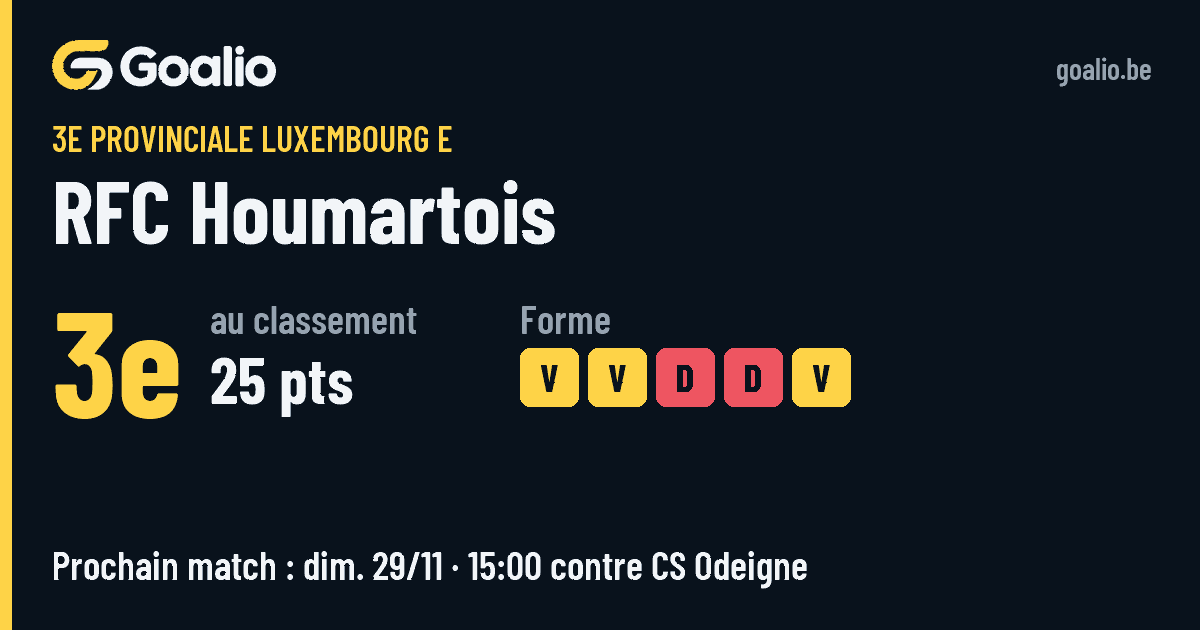 Goalio
goalio.be
3E PROVINCIALE LUXEMBOURG E
RFC Houmartois
3e
au classement
25 pts
Forme
V V D D V
Prochain match : dim. 29/11 · 15:00 contre CS Odeigne